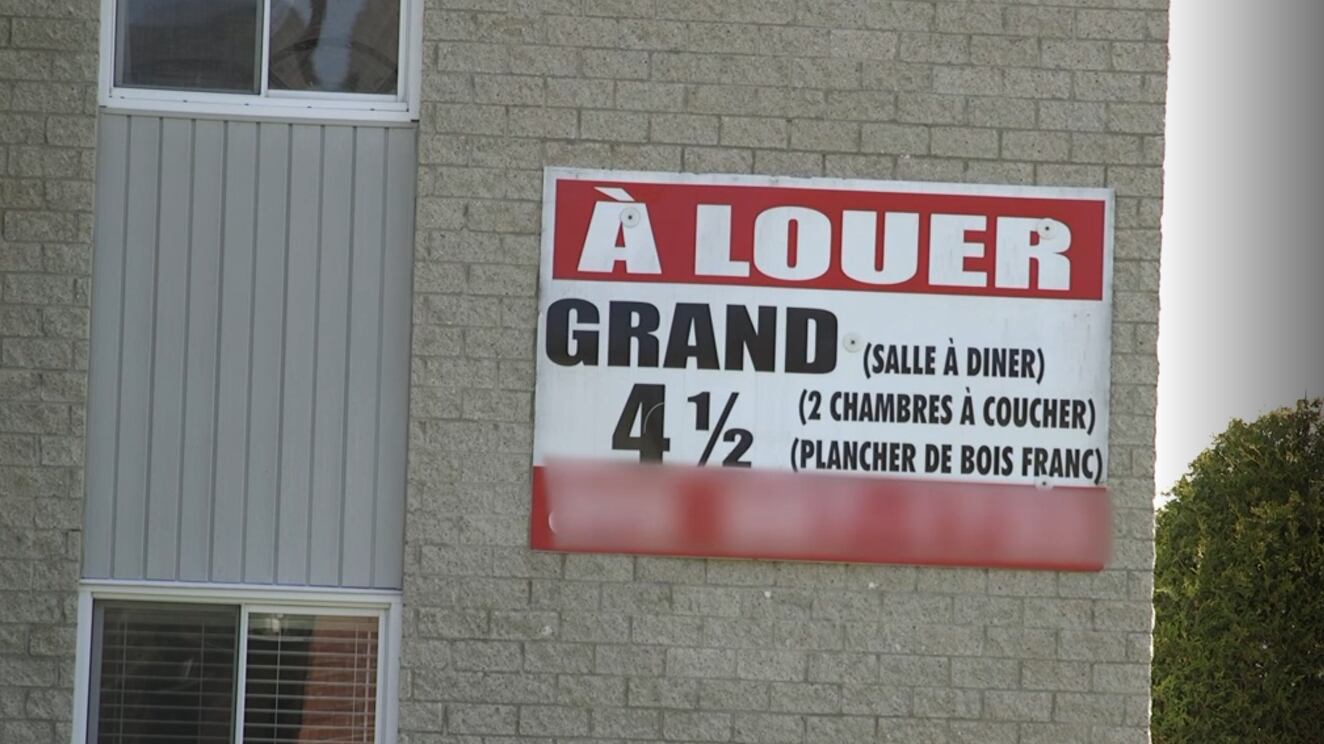 À LOUER
GRAND (SALLE À DINER)
4 ½ (2 CHAMBRES À COUCHER)
(PLANCHER DE BOIS FRANC)